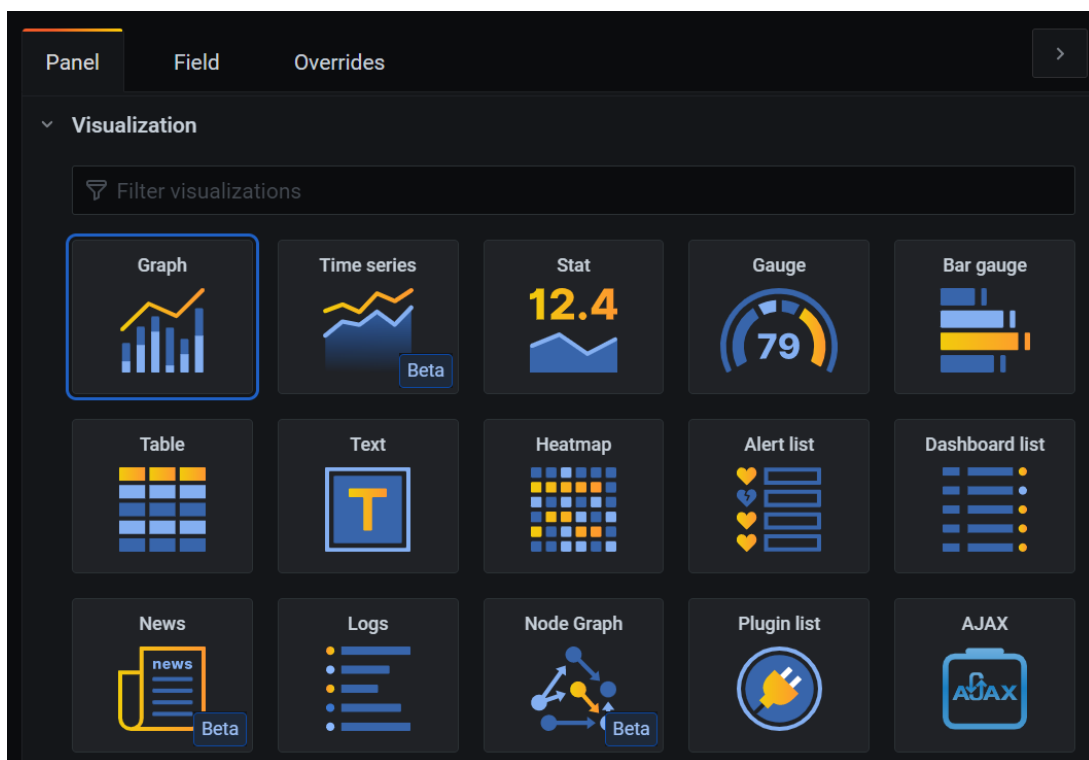 Panel Field Overrides
Visualization
Filter visualizations
Graph Time series Stat Gauge Bar gauge
12.4
79
Beta
Table Text Heatmap Alert list Dashboard list
T
News Logs Node Graph Plugin list AJAX
news
AJAX
Beta Beta